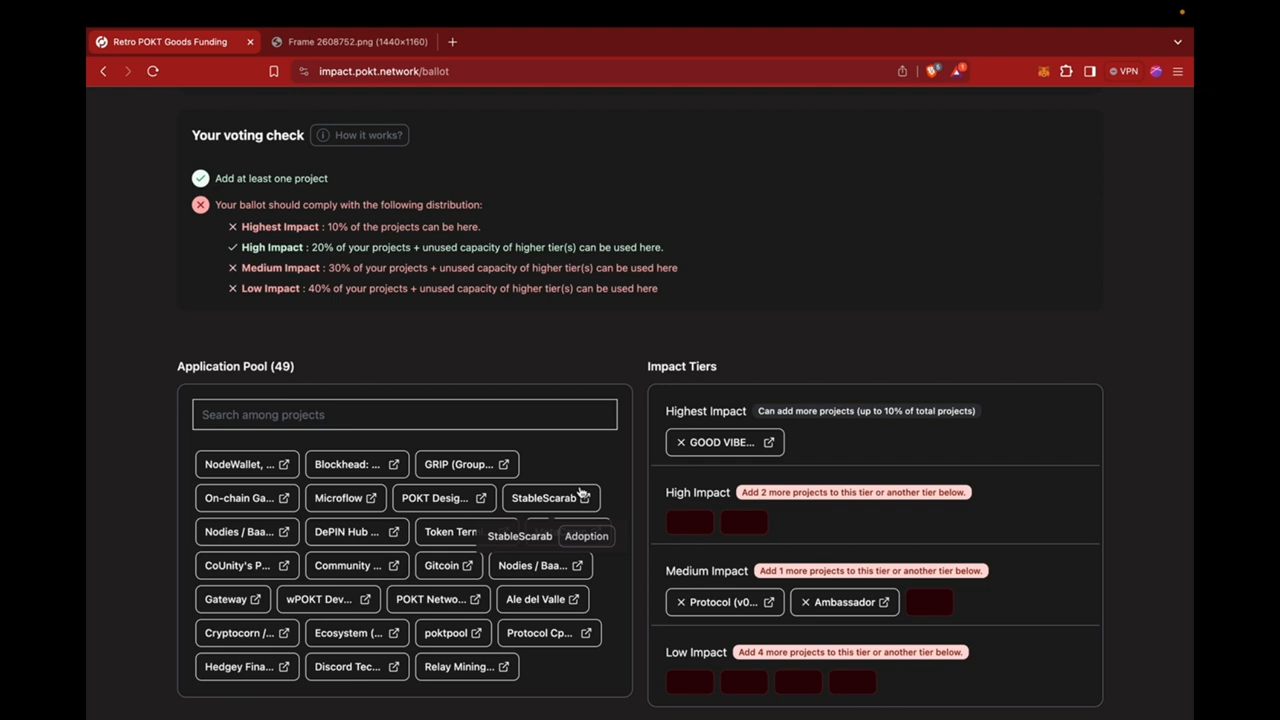 Retro POKT Goods Funding
Frame 2608752.png (1440×1160)
impact.pokt.network/ballot
VPN
Your voting check
How it works?
Add at least one project
Your ballot should comply with the following distribution:
Highest Impact : 10% of the projects can be here.
High Impact : 20% of your projects + unused capacity of higher tier(s) can be used here.
Medium Impact : 30% of your projects + unused capacity of higher tier(s) can be used here
Low Impact : 40% of your projects + unused capacity of higher tier(s) can be used here
Application Pool (49)
Search among projects
NodeWallet, ... Blockhead: ... GRIP (Group...
On-chain Ga... Microflow POKT Desig... StableScarab
Nodies / Baa... DePIN Hub ... Token Tern
StableScarab Adoption
CoUnity's P... Community ... Gitcoin Nodies / Baa...
Gateway wPOKT Dev... POKT Netwo... Ale del Valle
Cryptocorn /... Ecosystem (... poktpool Protocol Cp...
Hedgey Fina... Discord Tec... Relay Mining...
Impact Tiers
Highest Impact Can add more projects (up to 10% of total projects)
GOOD VIBE...
High Impact Add 2 more projects to this tier or another tier below.
Medium Impact Add 1 more projects to this tier or another tier below.
Protocol (v0... Ambassador
Low Impact Add 4 more projects to this tier or another tier below.